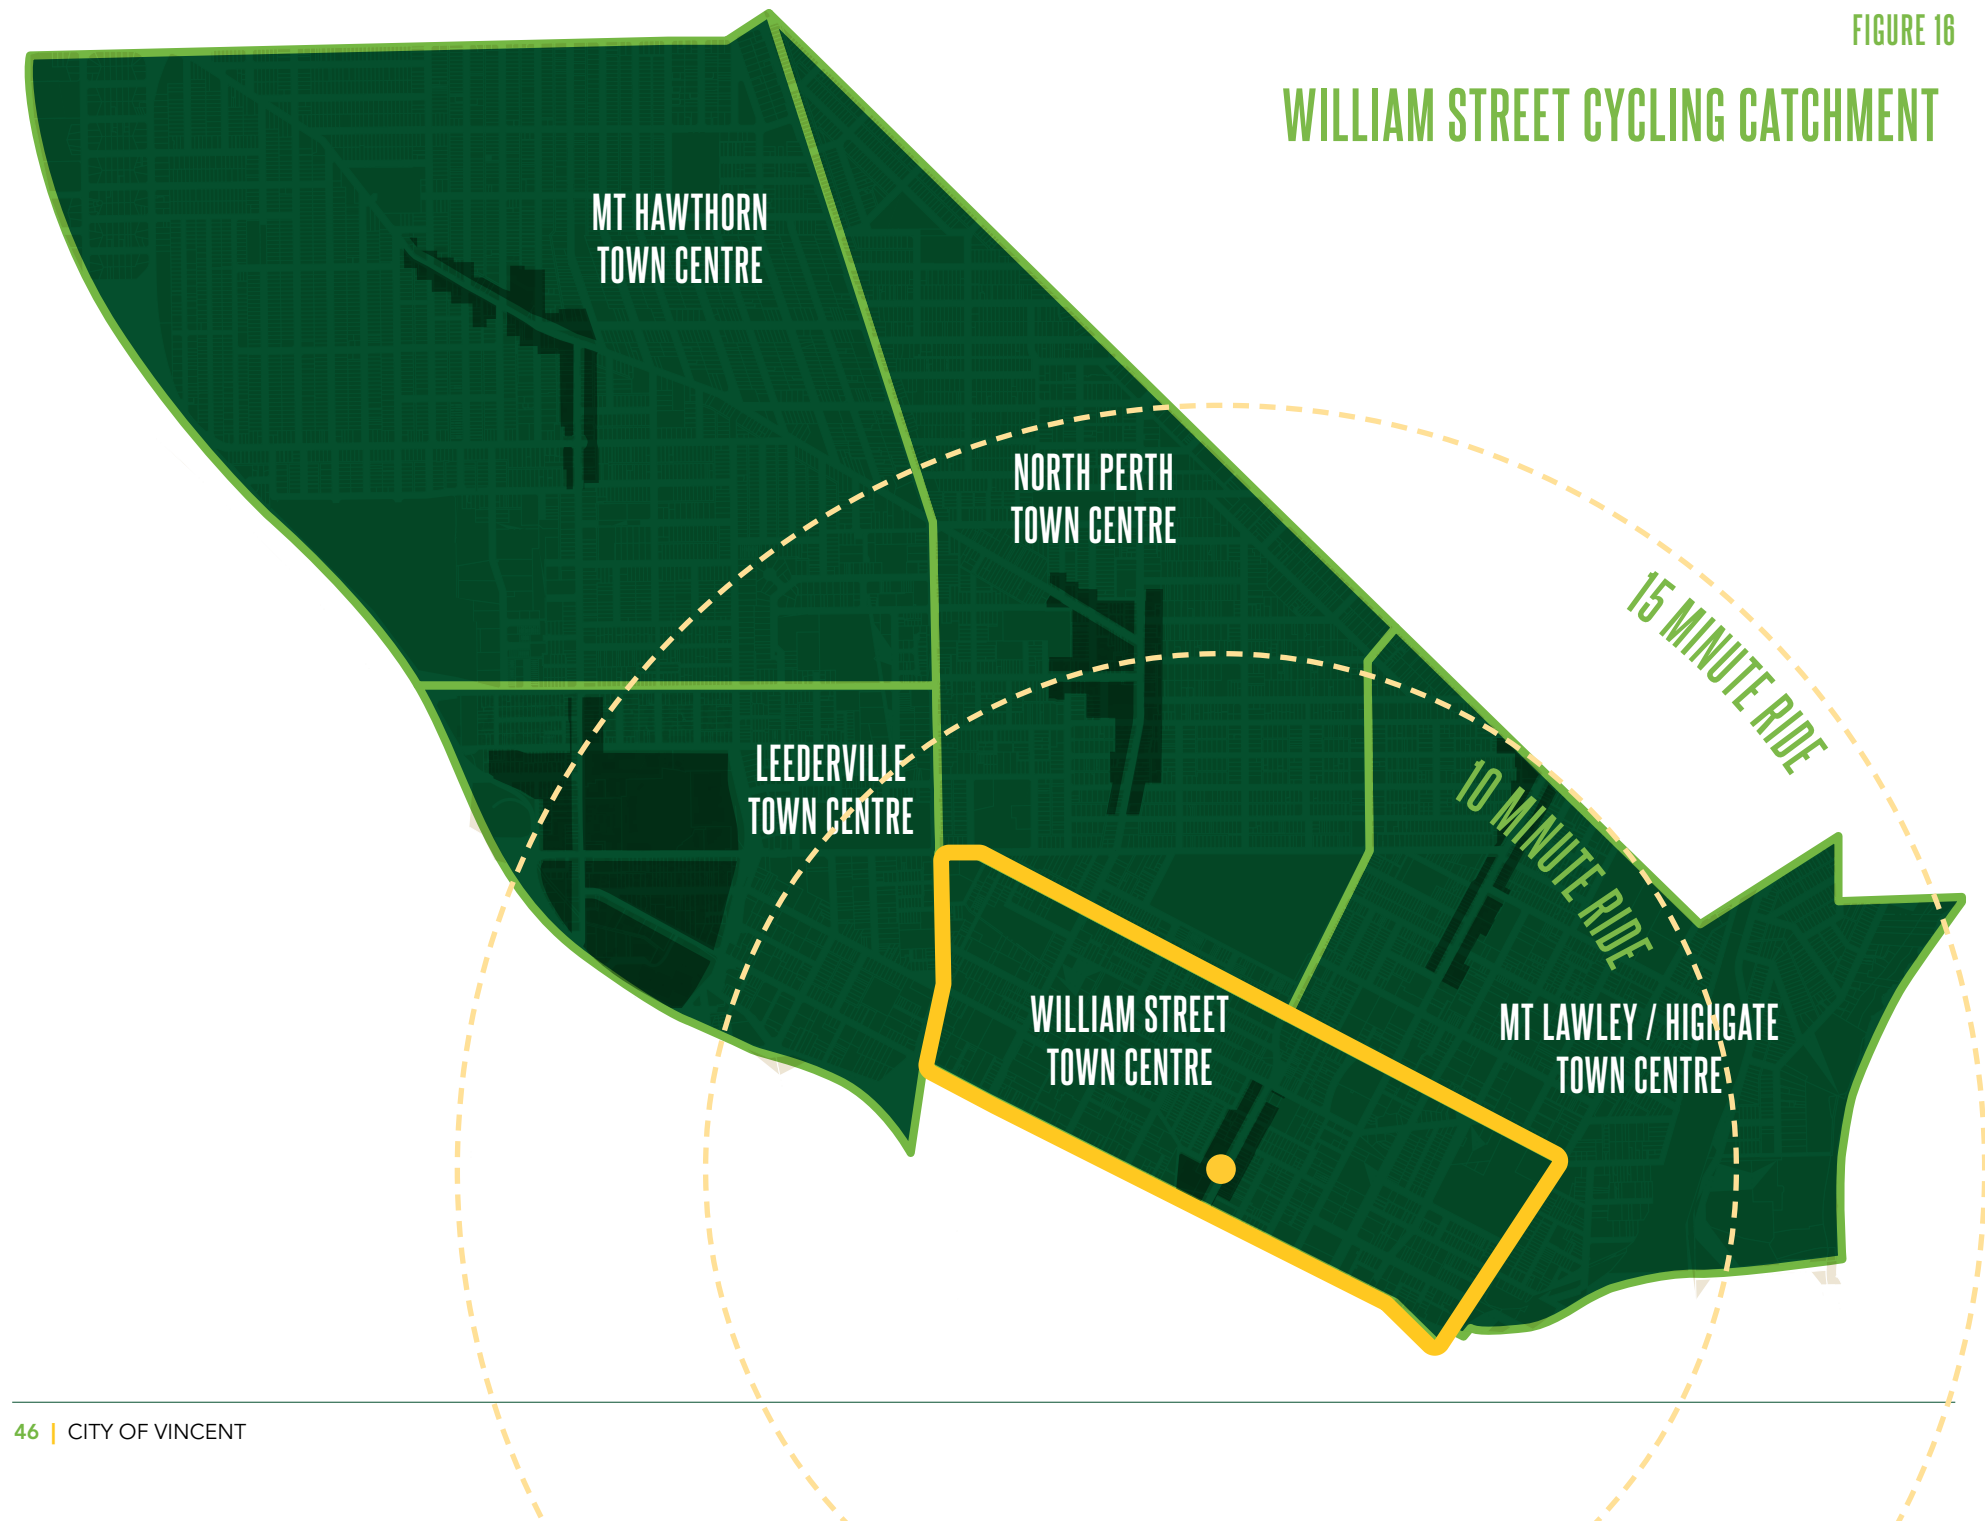 FIGURE 16
WILLIAM STREET CYCLING CATCHMENT
MT HAWTHORN
TOWN CENTRE
NORTH PERTH
TOWN CENTRE
15 MINUTE RIDE
LEEDERVILLE
TOWN CENTRE
10 MINUTE RIDE
WILLIAM STREET
TOWN CENTRE
MT LAWLEY / HIGHGATE
TOWN CENTRE
46 | CITY OF VINCENT